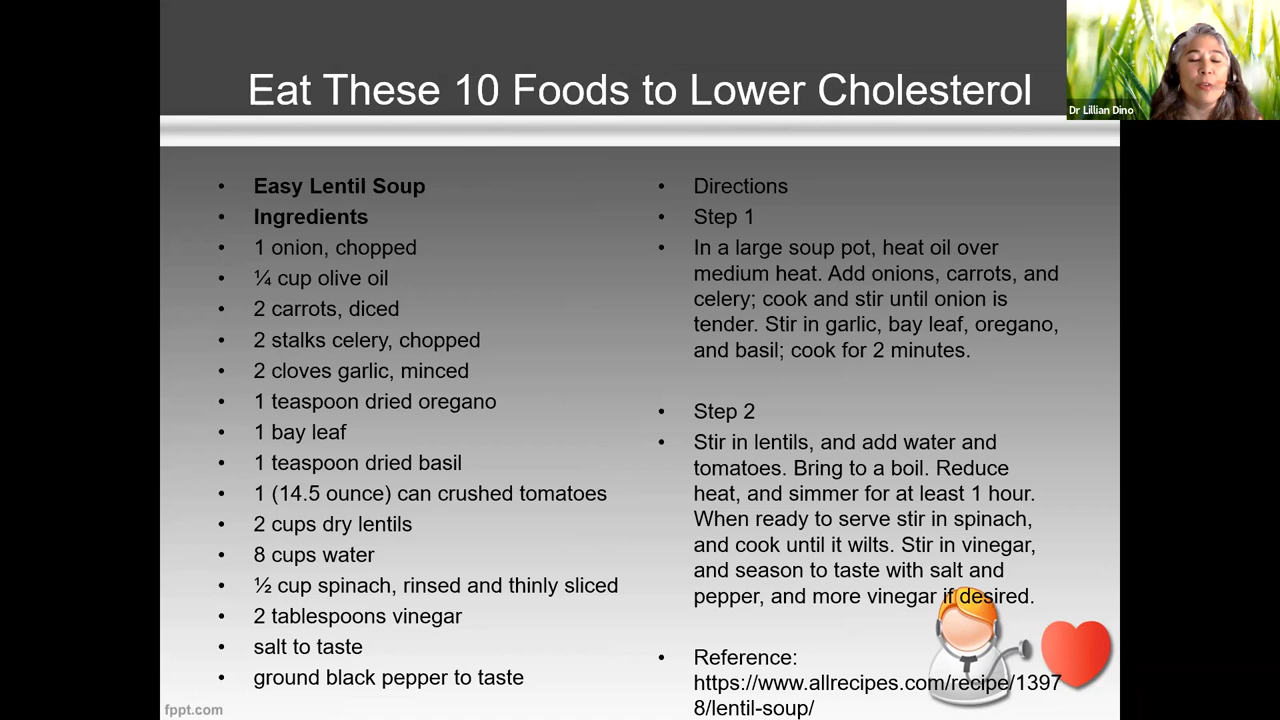 Eat These 10 Foods to Lower Cholesterol
Dr Lillian Dino
• Easy Lentil Soup
• Ingredients
• 1 onion, chopped
• ¼ cup olive oil
• 2 carrots, diced
• 2 stalks celery, chopped
• 2 cloves garlic, minced
• 1 teaspoon dried oregano
• 1 bay leaf
• 1 teaspoon dried basil
• 1 (14.5 ounce) can crushed tomatoes
• 2 cups dry lentils
• 8 cups water
• ½ cup spinach, rinsed and thinly sliced
• 2 tablespoons vinegar
• salt to taste
• ground black pepper to taste
• Directions
• Step 1
• In a large soup pot, heat oil over
medium heat. Add onions, carrots, and
celery; cook and stir until onion is
tender. Stir in garlic, bay leaf, oregano,
and basil; cook for 2 minutes.
• Step 2
• Stir in lentils, and add water and
tomatoes. Bring to a boil. Reduce
heat, and simmer for at least 1 hour.
When ready to serve stir in spinach,
and cook until it wilts. Stir in vinegar,
and season to taste with salt and
pepper, and more vinegar if desired.
• Reference:
https://www.allrecipes.com/recipe/1397
8/lentil-soup/
fppt.com